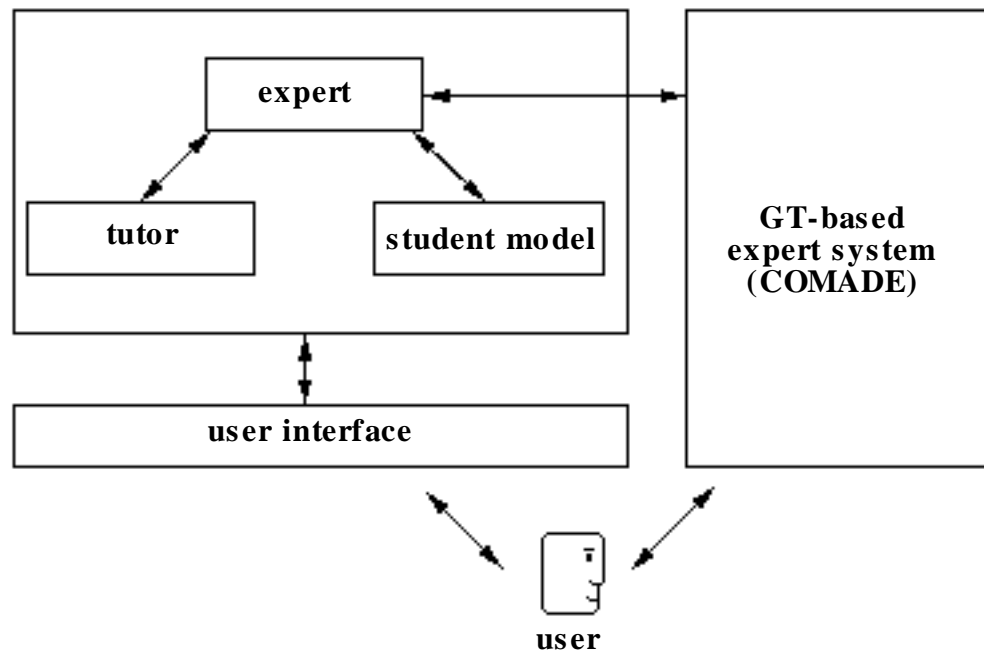 expert
tutor
student model
GT-based
expert system
(COMADE)
user interface
user